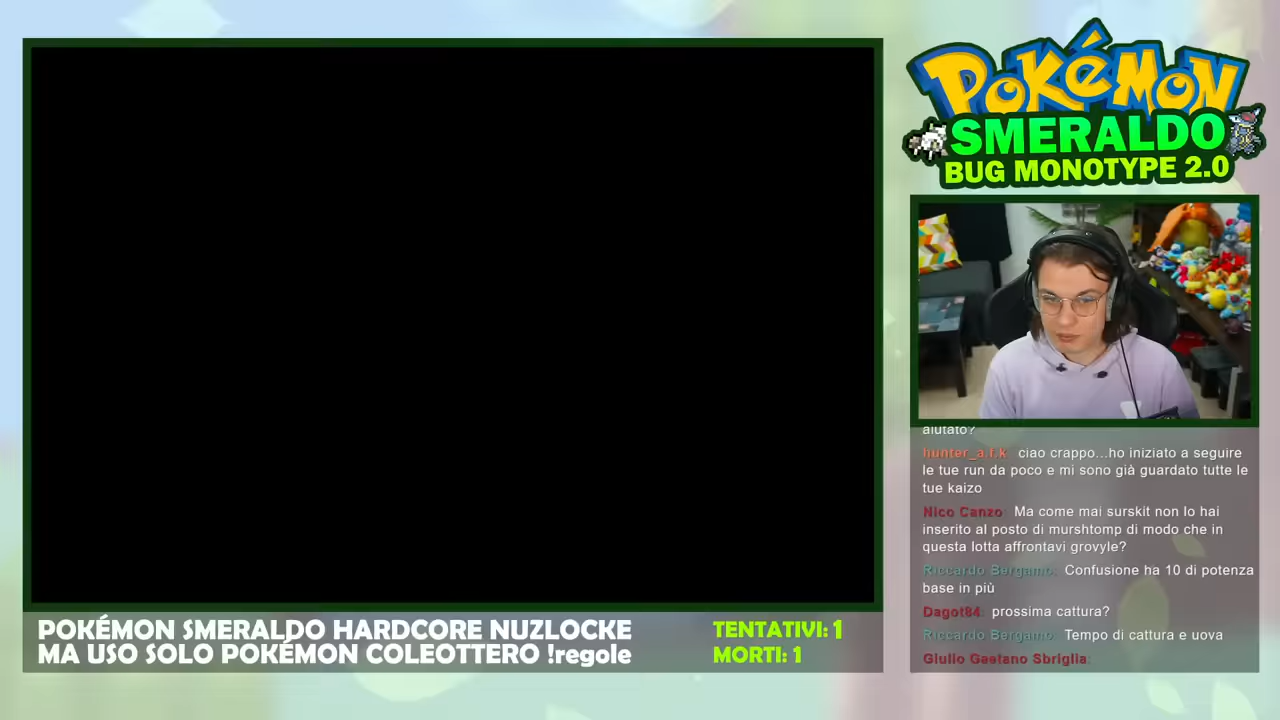 POKéMON
SMERALDO
BUG MONOTYPE 2.0
aiutato?
hunter_a.f.k: ciao crappo...ho iniziato a seguire
le tue run da poco e mi sono già guardato tutte le
tue kaizo
Nico Canzo: Ma come mai surskit non lo hai
inserito al posto di murshtomp di modo che in
questa lotta affrontavi grovyle?
Riccardo Bergamo: Confusione ha 10 di potenza
base in più
Dagot84: prossima cattura?
Riccardo Bergamo: Tempo di cattura e uova
Giulio Gaetano Sbriglia:
POKÉMON SMERALDO HARDCORE NUZLOCKE
MA USO SOLO POKÉMON COLEOTTERO !regole
TENTATIVI: 1
MORTI: 1